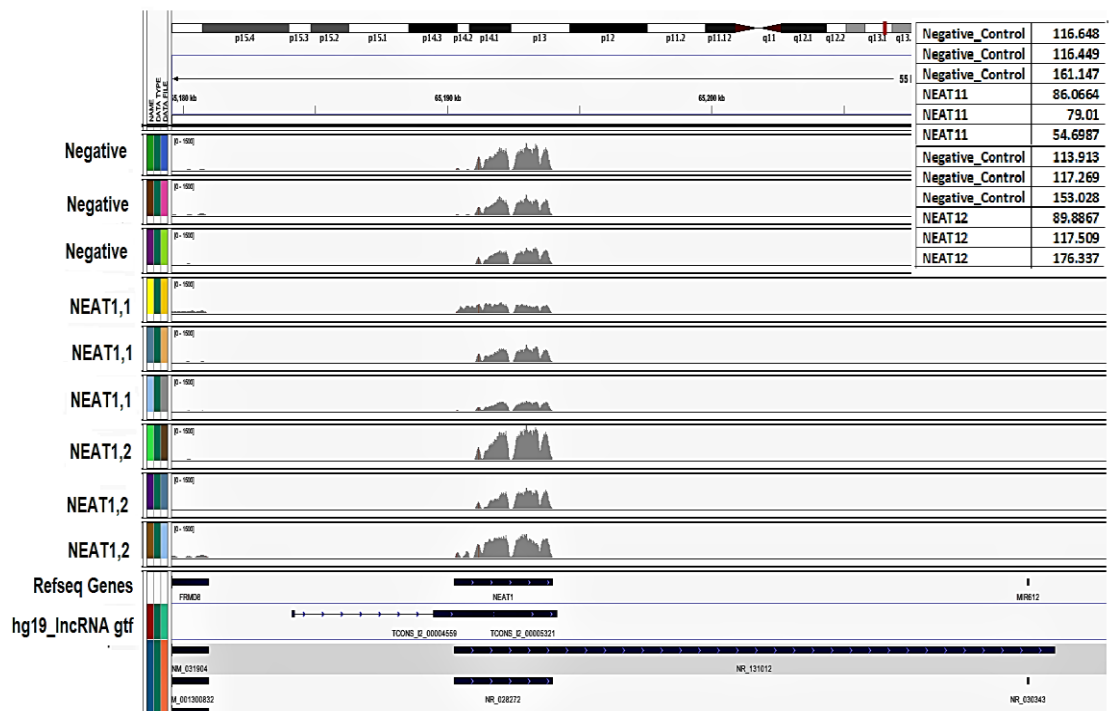 p15.4 p15.3 p15.2 p15.1 p14.3 p14.2 p14.1 p13 p12 p11.2 p11.12 q11 q12.1 q12.2 q13.1 q13.
55
NAME
DATA TYPE
DATA FILE
65,180 kb 65,190 kb 65,200 kb
Negative_Control 116.648
Negative_Control 116.449
Negative_Control 161.147
NEAT11 86.0664
NEAT11 79.01
NEAT11 54.6987
Negative_Control 113.913
Negative_Control 117.269
Negative_Control 153.028
NEAT12 89.8867
NEAT12 117.509
NEAT12 176.337
Negative [0 - 1500]
Negative [0 - 1500]
Negative [0 - 1500]
NEAT1,1 [0 - 1500]
NEAT1,1 [0 - 1500]
NEAT1,1 [0 - 1500]
NEAT1,2 [0 - 1500]
NEAT1,2 [0 - 1500]
NEAT1,2 [0 - 1500]
Refseq Genes
FRMD8 NEAT1 MIR612
hg19_lncRNA gtf
TCONS_l2_00004559 TCONS_l2_00005321
NM_031904 NR_131012
M_001300832 NR_028272 NR_030343